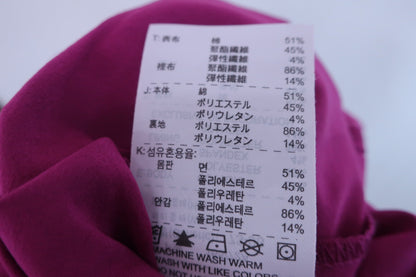 T: 表布 棉 51%
聚酯纖維 45%
彈性纖維 4%
裡布 聚酯纖維 86%
彈性纖維 14%
J: 本体 綿 51%
ポリエステル 45%
ポリウレタン 4%
裏地 ポリエステル 86%
ポリウレタン 14%
K: 섬유혼용율:
몸판 면 51%
폴리에스테르 45%
폴리우레탄 4%
안감 폴리에스테르 86%
폴리우레탄 14%
MACHINE WASH WARM
WASH WITH LIKE COLORS